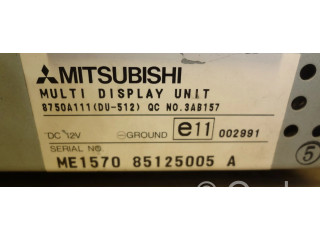 MITSUBISHI
MULTI DISPLAY UNIT
8750A111(DU-512) QC NO.3AB157
DC 12V ⊖GROUND e11 002991
SERIAL NO.
ME1570 85125005 A
5